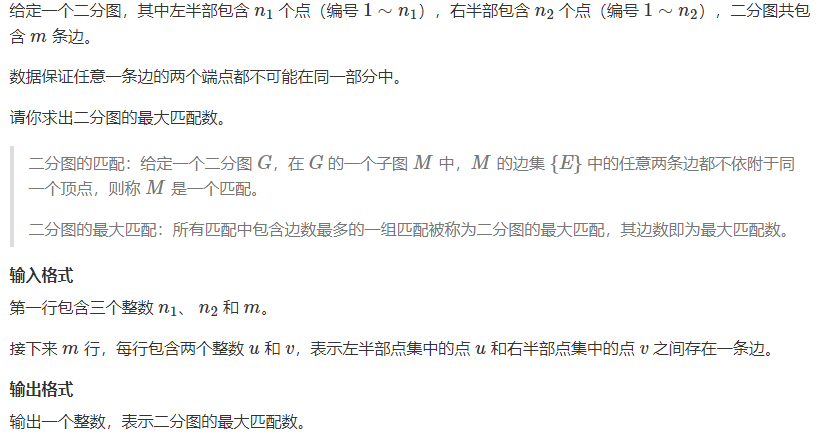 给定一个二分图，其中左半部包含 n₁ 个点（编号 1 ∼ n₁），右半部包含 n₂ 个点（编号 1 ∼ n₂），二分图共包
含 m 条边。
数据保证任意一条边的两个端点都不可能在同一部分中。
请你求出二分图的最大匹配数。
二分图的匹配：给定一个二分图 G，在 G 的一个子图 M 中，M 的边集 {E} 中的任意两条边都不依附于同
一个顶点，则称 M 是一个匹配。
二分图的最大匹配：所有匹配中包含边数最多的一组匹配被称为二分图的最大匹配，其边数即为最大匹配数。
输入格式
第一行包含三个整数 n₁、 n₂ 和 m。
接下来 m 行，每行包含两个整数 u 和 v，表示左半部点集中的点 u 和右半部点集中的点 v 之间存在一条边。
输出格式
输出一个整数，表示二分图的最大匹配数。